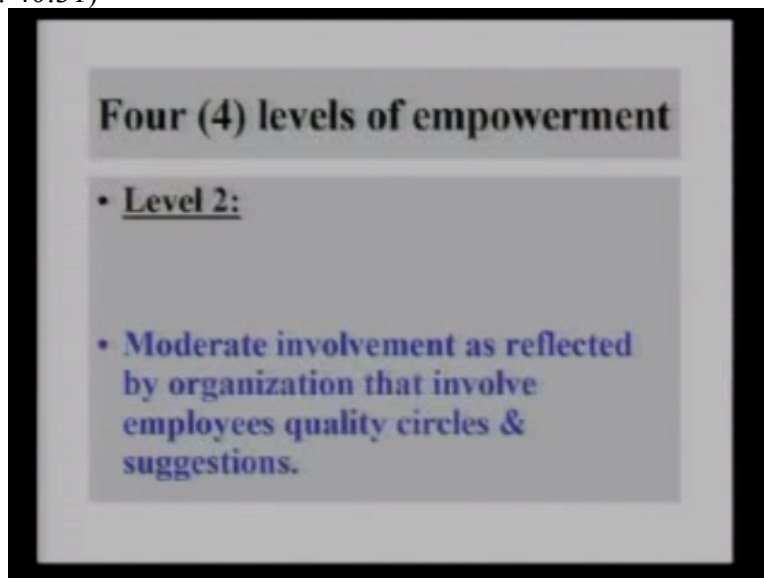 Four (4) levels of empowerment
• Level 2:
• Moderate involvement as reflected
by organization that involve
employees quality circles &
suggestions.